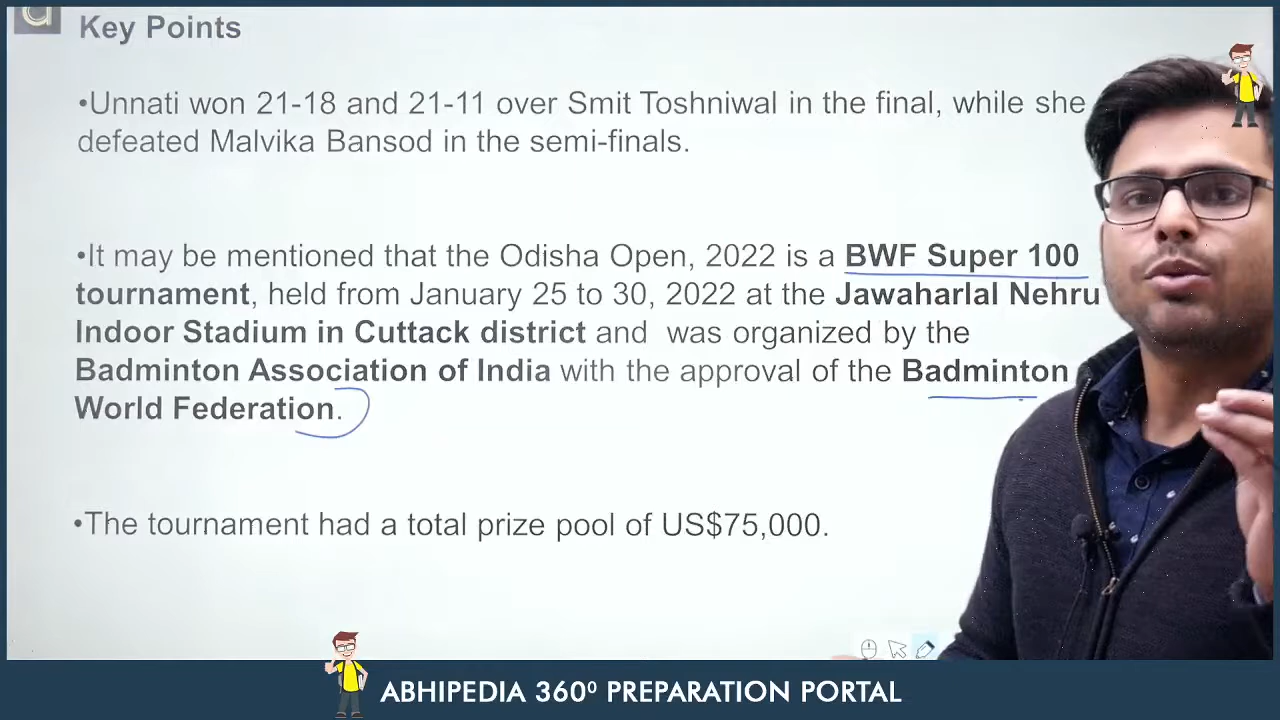 a
Key Points
•Unnati won 21-18 and 21-11 over Smit Toshniwal in the final, while she
defeated Malvika Bansod in the semi-finals.
•It may be mentioned that the Odisha Open, 2022 is a BWF Super 100
tournament, held from January 25 to 30, 2022 at the Jawaharlal Nehru
Indoor Stadium in Cuttack district and was organized by the
Badminton Association of India with the approval of the Badminton
World Federation.
•The tournament had a total prize pool of US$75,000.
ABHIPEDIA 360⁰ PREPARATION PORTAL